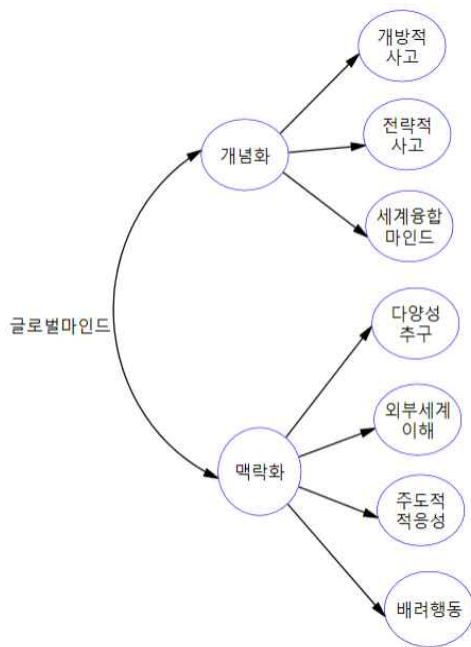 개방적
사고
전략적
사고
개념화
세계융합
마인드
글로벌마인드
다양성
추구
외부세계
이해
맥락화
주도적
적응성
배려행동